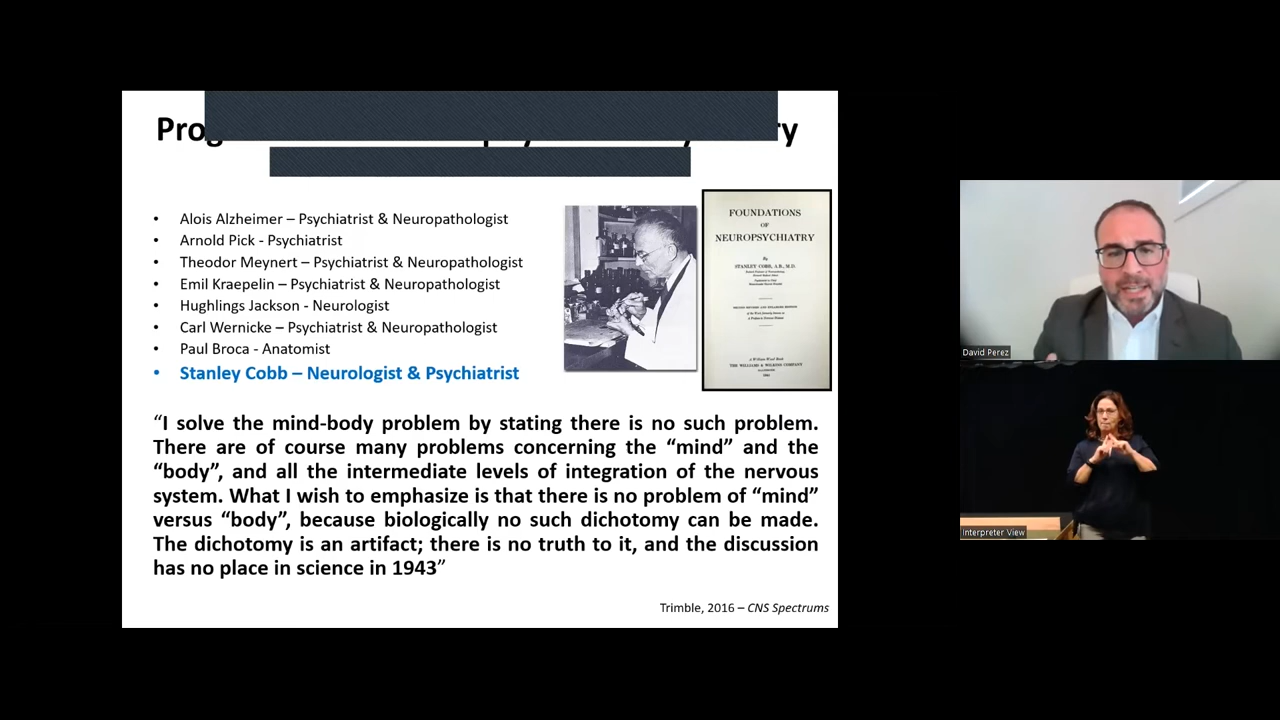 • Alois Alzheimer – Psychiatrist & Neuropathologist
• Arnold Pick - Psychiatrist
• Theodor Meynert – Psychiatrist & Neuropathologist
• Emil Kraepelin – Psychiatrist & Neuropathologist
• Hughlings Jackson - Neurologist
• Carl Wernicke – Psychiatrist & Neuropathologist
• Paul Broca - Anatomist
• Stanley Cobb – Neurologist & Psychiatrist
FOUNDATIONS
OF
NEUROPSYCHIATRY
By
STANLEY COBB, A.B., M.D.
THE WILLIAMS & WILKINS COMPANY
“I solve the mind-body problem by stating there is no such problem.
There are of course many problems concerning the “mind” and the
“body”, and all the intermediate levels of integration of the nervous
system. What I wish to emphasize is that there is no problem of “mind”
versus “body”, because biologically no such dichotomy can be made.
The dichotomy is an artifact; there is no truth to it, and the discussion
has no place in science in 1943”
Trimble, 2016 – CNS Spectrums
David Perez
Interpreter View